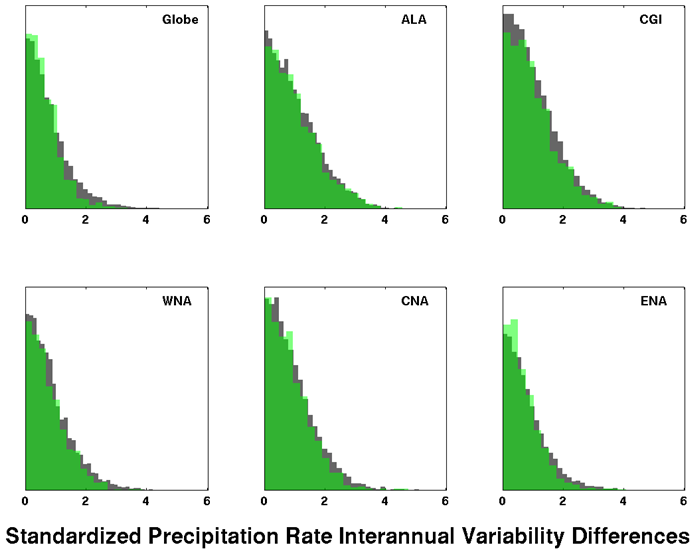 Globe ALA CGI
0 2 4 6 0 2 4 6 0 2 4 6
WNA CNA ENA
0 2 4 6 0 2 4 6 0 2 4 6
Standardized Precipitation Rate Interannual Variability Differences